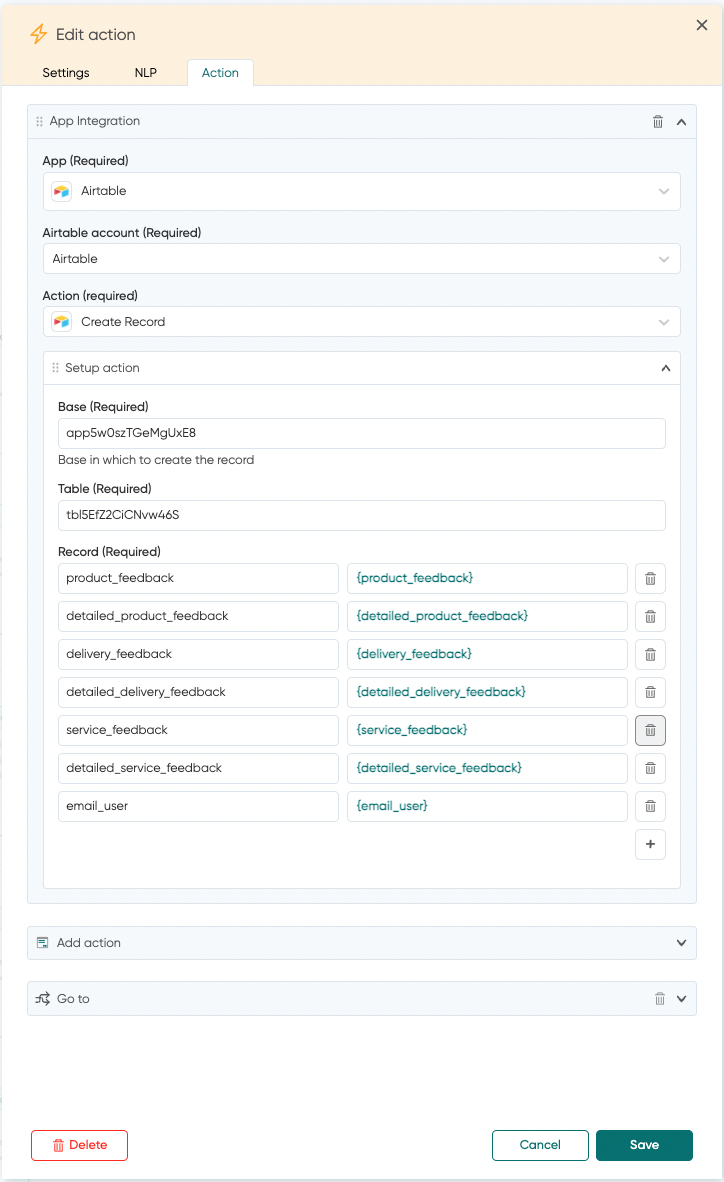 Edit action
Settings NLP Action
App Integration
App (Required)
Airtable
Airtable account (Required)
Airtable
Action (required)
Create Record
Setup action
Base (Required)
app5w0szTGeMgUxE8
Base in which to create the record
Table (Required)
tbl5EfZ2CiCNvw46S
Record (Required)
product_feedback {product_feedback}
detailed_product_feedback {detailed_product_feedback}
delivery_feedback {delivery_feedback}
detailed_delivery_feedback {detailed_delivery_feedback}
service_feedback {service_feedback}
detailed_service_feedback {detailed_service_feedback}
email_user {email_user}
Add action
Go to
Delete Cancel Save